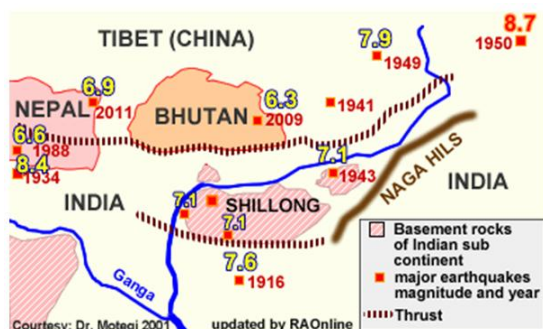 8.7
TIBET (CHINA)
7.9
1950
1949
6.9
6.3
NEPAL
2011
BHUTAN
2009
1941
6.6
1988
8.4
1934
7.1
1943
NAGA HILS
INDIA
INDIA
7.1
SHILLONG
7.1
7.6
1916
Ganga
Basement rocks
of Indian sub
continent
major earthquakes
magnitude and year
Thrust
Courtesy: Dr. Motegi 2001
updated by RAOnline